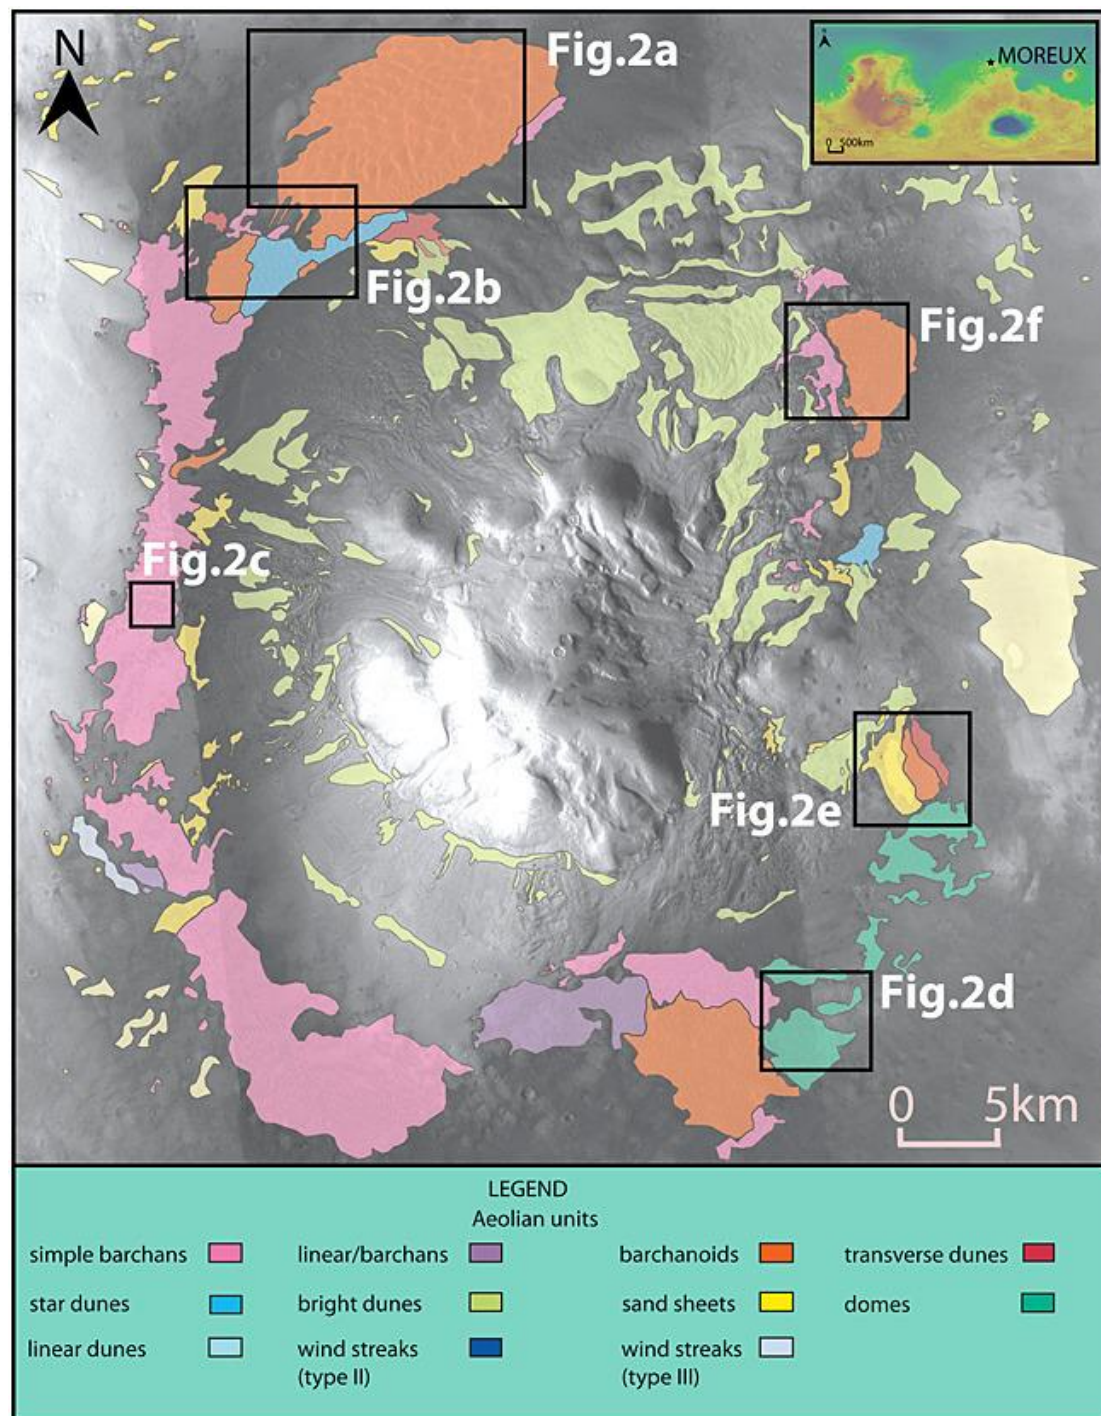 N
Fig.2a
MOREUX
0 500km
Fig.2b
Fig.2f
Fig.2c
Fig.2e
Fig.2d
0 5km
LEGEND
Aeolian units
simple barchans linear/barchans barchanoids transverse dunes
star dunes bright dunes sand sheets domes
linear dunes wind streaks wind streaks
(type II) (type III)